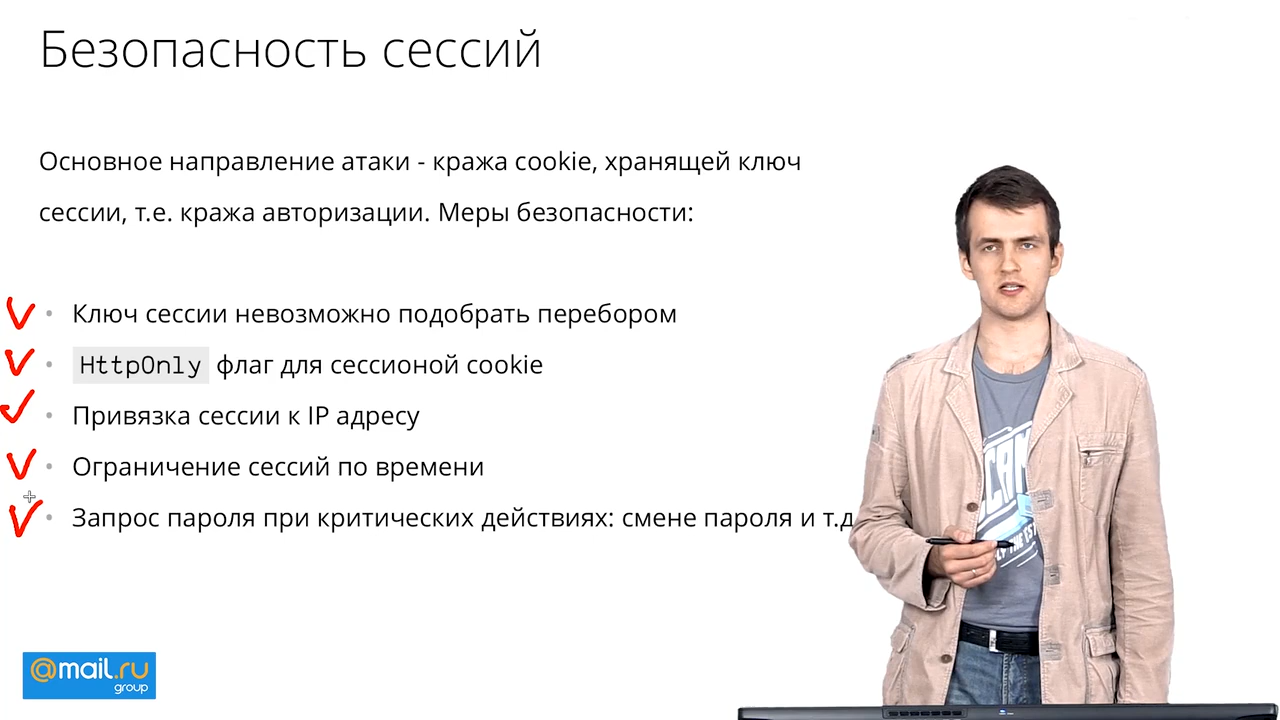 Безопасность сессий
Основное направление атаки - кража cookie, хранящей ключ
сессии, т.е. кража авторизации. Меры безопасности:
Ключ сессии невозможно подобрать перебором
HttpOnly флаг для сессионой cookie
Привязка сессии к IP адресу
Ограничение сессий по времени
Запрос пароля при критических действиях: смене пароля и т.д
@mail.ru
group